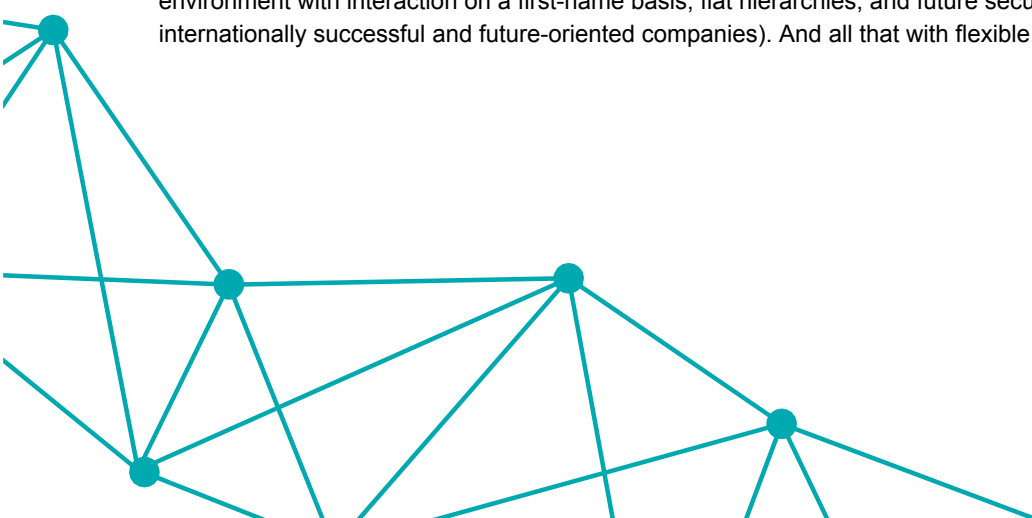 environment with interaction on a first-name basis, flat hierarchies, and future secu
internationally successful and future-oriented companies). And all that with flexible